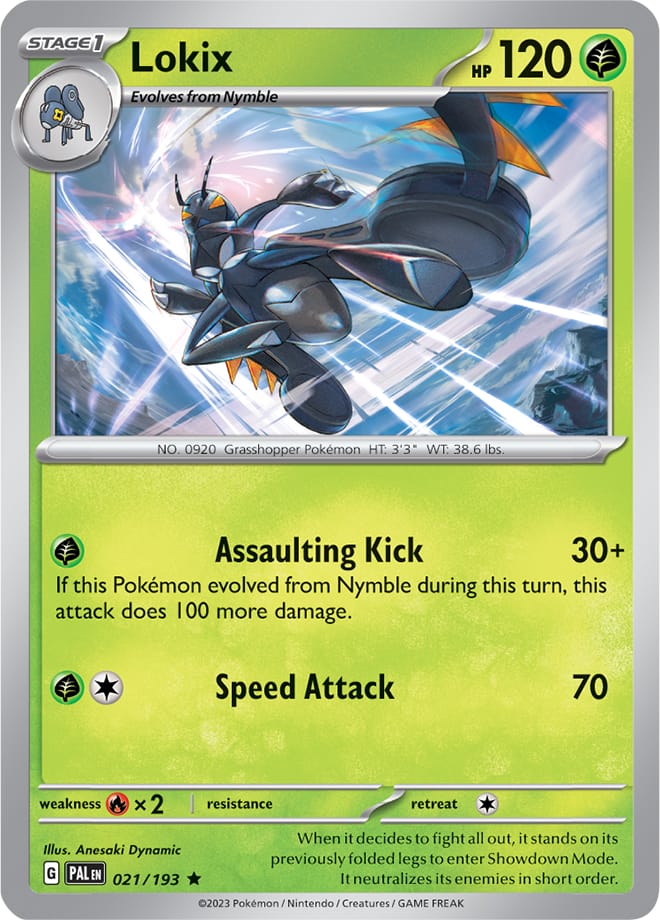 STAGE1
Lokix
HP 120
Evolves from Nymble
NO. 0920 Grasshopper Pokémon HT: 3'3" WT: 38.6 lbs.
Assaulting Kick 30+
If this Pokémon evolved from Nymble during this turn, this
attack does 100 more damage.
Speed Attack 70
weakness ×2 resistance retreat
Illus. Anesaki Dynamic
When it decides to fight all out, it stands on its
previously folded legs to enter Showdown Mode.
It neutralizes its enemies in short order.
G PAL EN 021/193 ★
©2023 Pokémon / Nintendo / Creatures / GAME FREAK